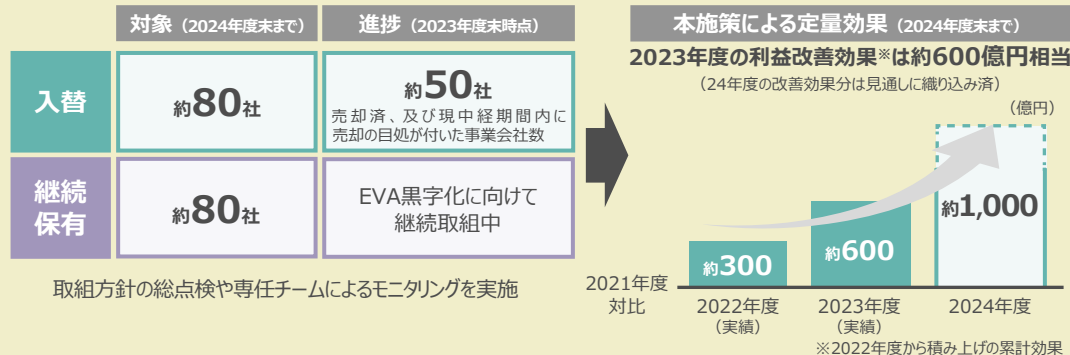 対象（2024年度末まで）
進捗（2023年度末時点）
入替
約80社
約50社
売却済、及び現中経期間内に
売却の目処が付いた事業会社数
継続
保有
約80社
EVA黒字化に向けて
継続取組中
取組方針の総点検や専任チームによるモニタリングを実施
本施策による定量効果（2024年度末まで）
2023年度の利益改善効果※は約600億円相当
（24年度の改善効果分は見通しに織り込み済）
（億円）
約300
約600
約1,000
2021年度
対比
2022年度
（実績）
2023年度
（実績）
2024年度
※2022年度から積み上げの累計効果